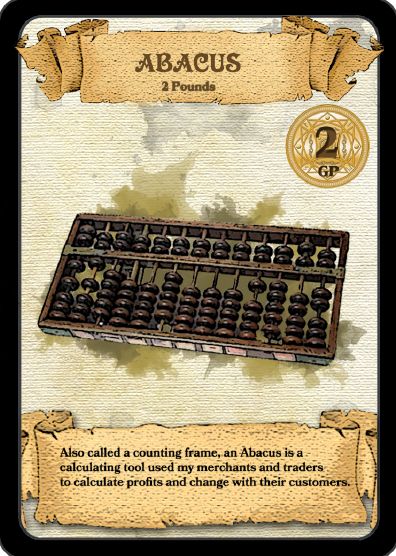 ABACUS
2 Pounds
2
GP
Also called a counting frame, an Abacus is a
calculating tool used my merchants and traders
to calculate profits and change with their customers.